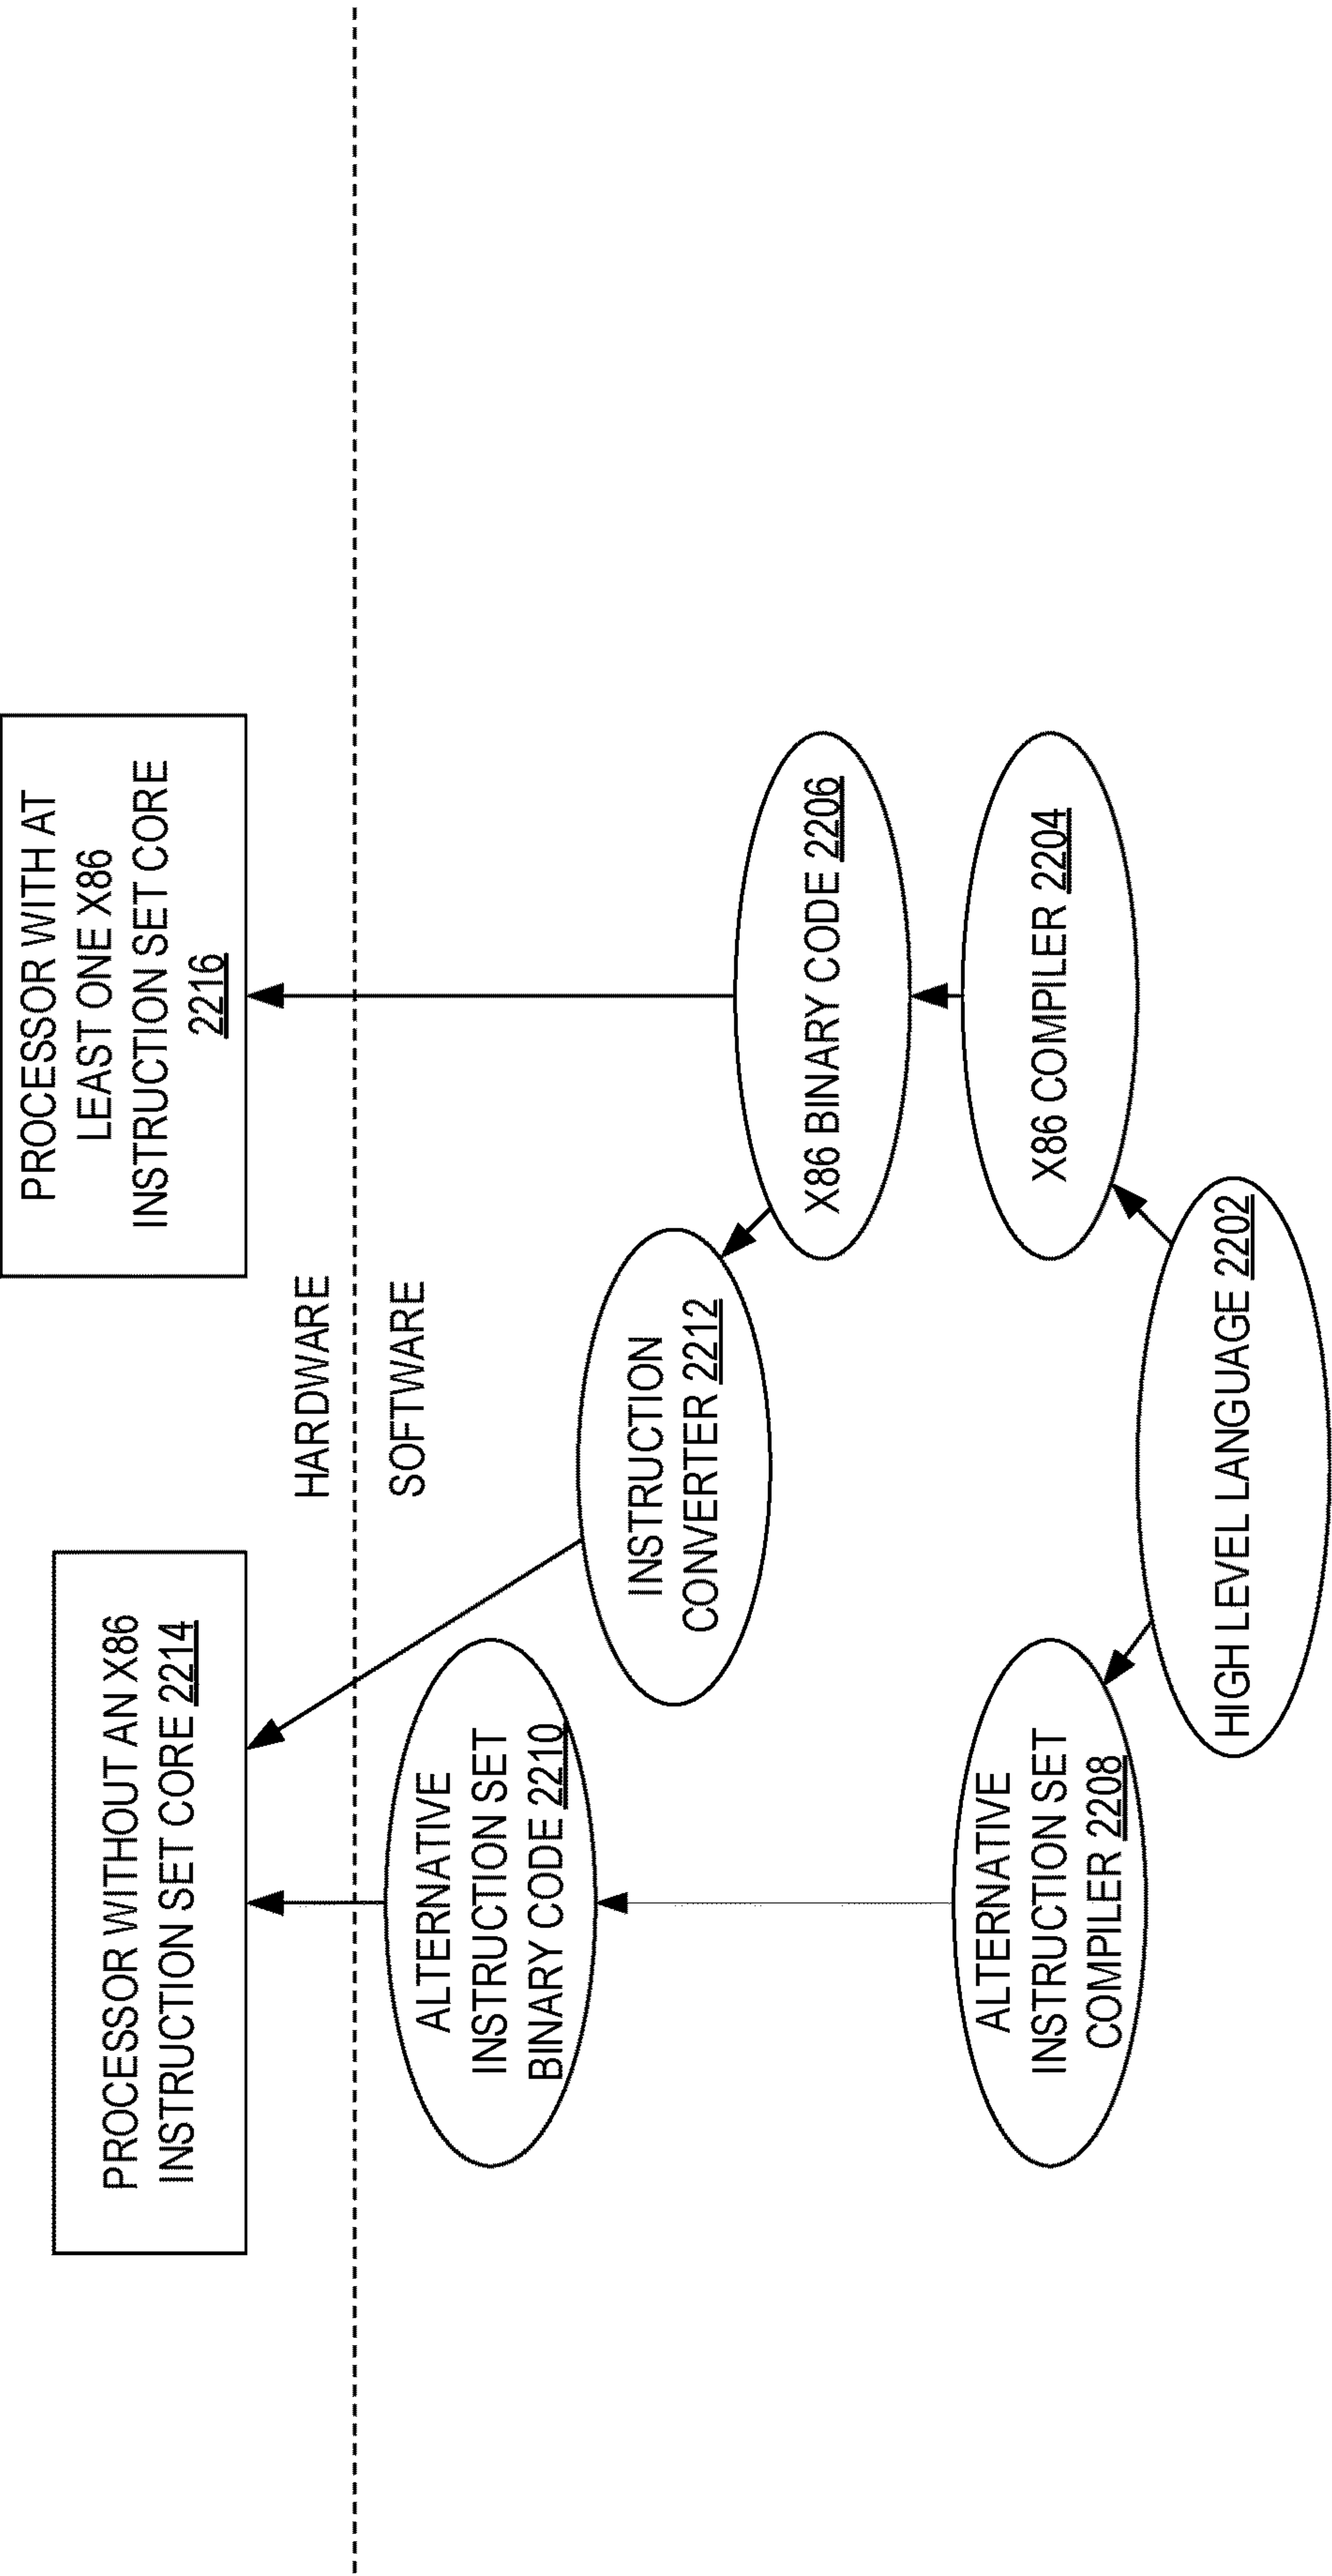 PROCESSOR WITHOUT AN X86
INSTRUCTION SET CORE 2214
PROCESSOR WITH AT
LEAST ONE X86
INSTRUCTION SET CORE
2216
HARDWARE
SOFTWARE
ALTERNATIVE
INSTRUCTION SET
BINARY CODE 2210
INSTRUCTION
CONVERTER 2212
X86 BINARY CODE 2206
ALTERNATIVE
INSTRUCTION SET
COMPILER 2208
X86 COMPILER 2204
HIGH LEVEL LANGUAGE 2202